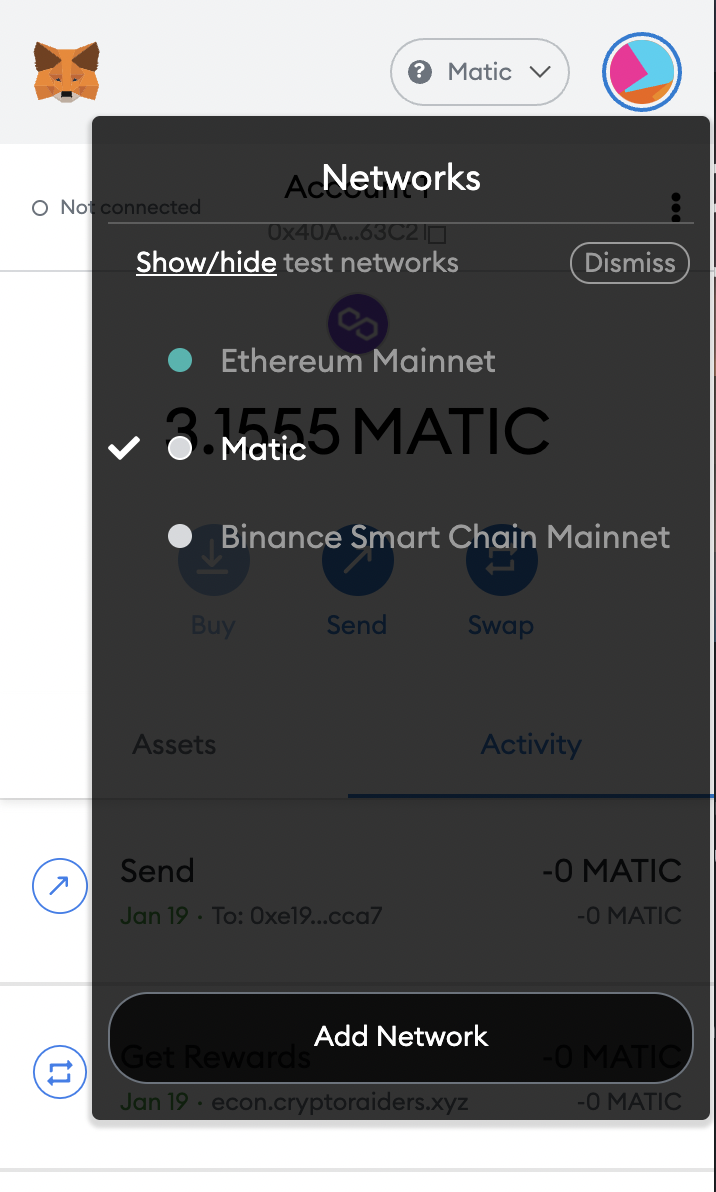 ? Matic
Networks
Account 1
Not connected
0x40A...63C2
Show/hide test networks
Dismiss
Ethereum Mainnet
3.1555 MATIC
Matic
Binance Smart Chain Mainnet
Buy
Send
Swap
Assets
Activity
Send
-0 MATIC
Jan 19 · To: 0xe19...cca7
-0 MATIC
Add Network
Get Rewards
-0 MATIC
Jan 19 · econ.cryptoraiders.xyz
-0 MATIC